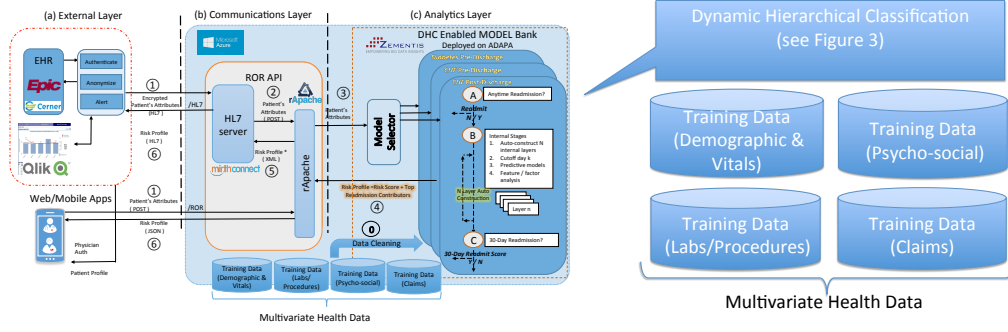 (a) External Layer
(b) Communications Layer
(c) Analytics Layer
Microsoft
Azure
EHR
Epic
Cerner
Authenticate
Anonymize
Alert
Qlik Q
①
Encrypted
Patient's Attributes
(HL7)
Risk Profile
(HL7)
⑥
/HL7
ROR API
HL7
server
mirthconnect
②
Patient's
Attributes
( POST )
Risk Profile *
( XML )
⑤
rApache
rApache
③
Patient's
Attributes
ZEMENTIS
DHC Enabled MODEL Bank
Deployed on ADAPA
Model
Selector
Diabetes Pre Discharge
Pre Discharge
Post Discharge
A
Anytime Readmission?
Readmit
N / Y
B
Internal Stages
1. Auto-construct N
internal layers
2. Cutoff day k
3. Predictive models
4. Feature / factor
analysis
N Layer Auto
Construction
Layer n
C
30-Day Readmission?
30-Day Readmit Score
Y / N
Risk Profile =Risk Score + Top
Readmission Contributors
④
⓪
Data Cleaning
Web/Mobile Apps
①
Patient's Attributes
( POST )
/ROR
Risk Profile
(JSON)
⑥
Physician
Auth
Patient Profile
Training Data
(Demographic
& Vitals)
Training Data
(Labs/
Procedures)
Training Data
(Psycho-social)
Training Data
(Claims)
Multivariate Health Data
Dynamic Hierarchical Classification
(see Figure 3)
Training Data
(Demographic &
Vitals)
Training Data
(Psycho-social)
Training Data
(Labs/Procedures)
Training Data
(Claims)
Multivariate Health Data